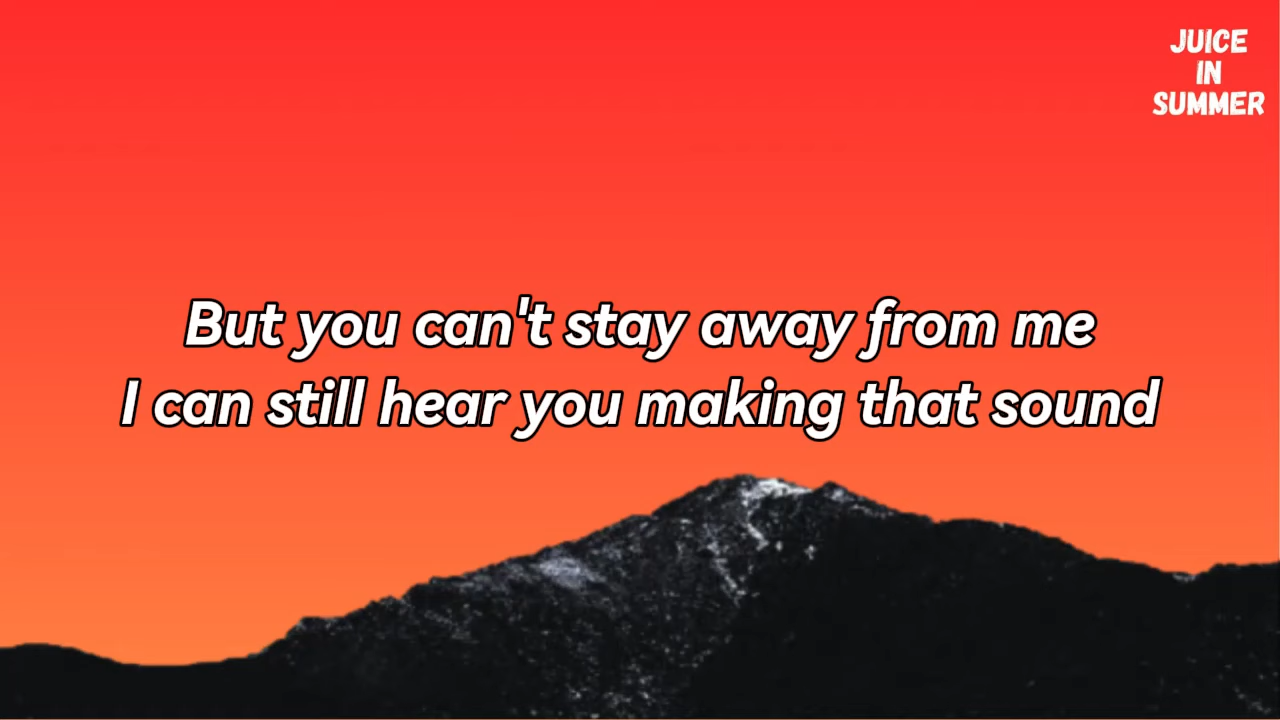 JUICE
IN
SUMMER
But you can't stay away from me
I can still hear you making that sound